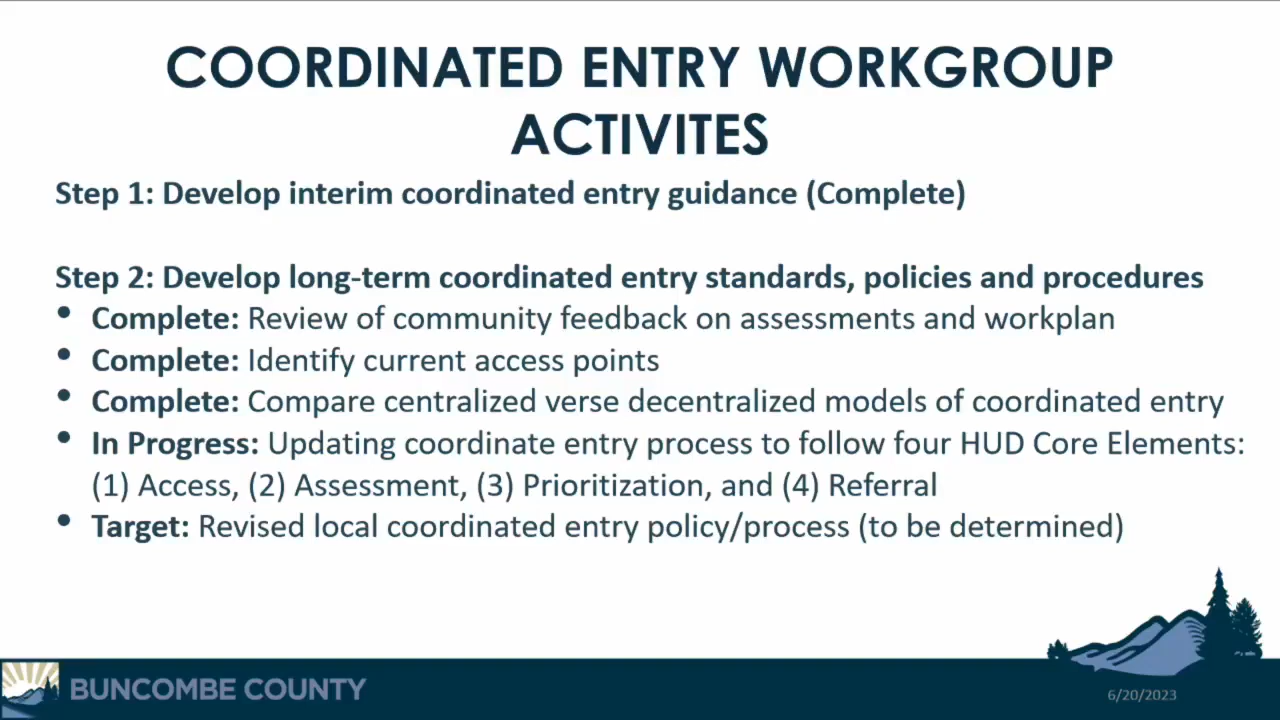 COORDINATED ENTRY WORKGROUP
ACTIVITES
Step 1: Develop interim coordinated entry guidance (Complete)
Step 2: Develop long-term coordinated entry standards, policies and procedures
• Complete: Review of community feedback on assessments and workplan
• Complete: Identify current access points
• Complete: Compare centralized verse decentralized models of coordinated entry
• In Progress: Updating coordinate entry process to follow four HUD Core Elements:
(1) Access, (2) Assessment, (3) Prioritization, and (4) Referral
• Target: Revised local coordinated entry policy/process (to be determined)
BUNCOMBE COUNTY
6/20/2023